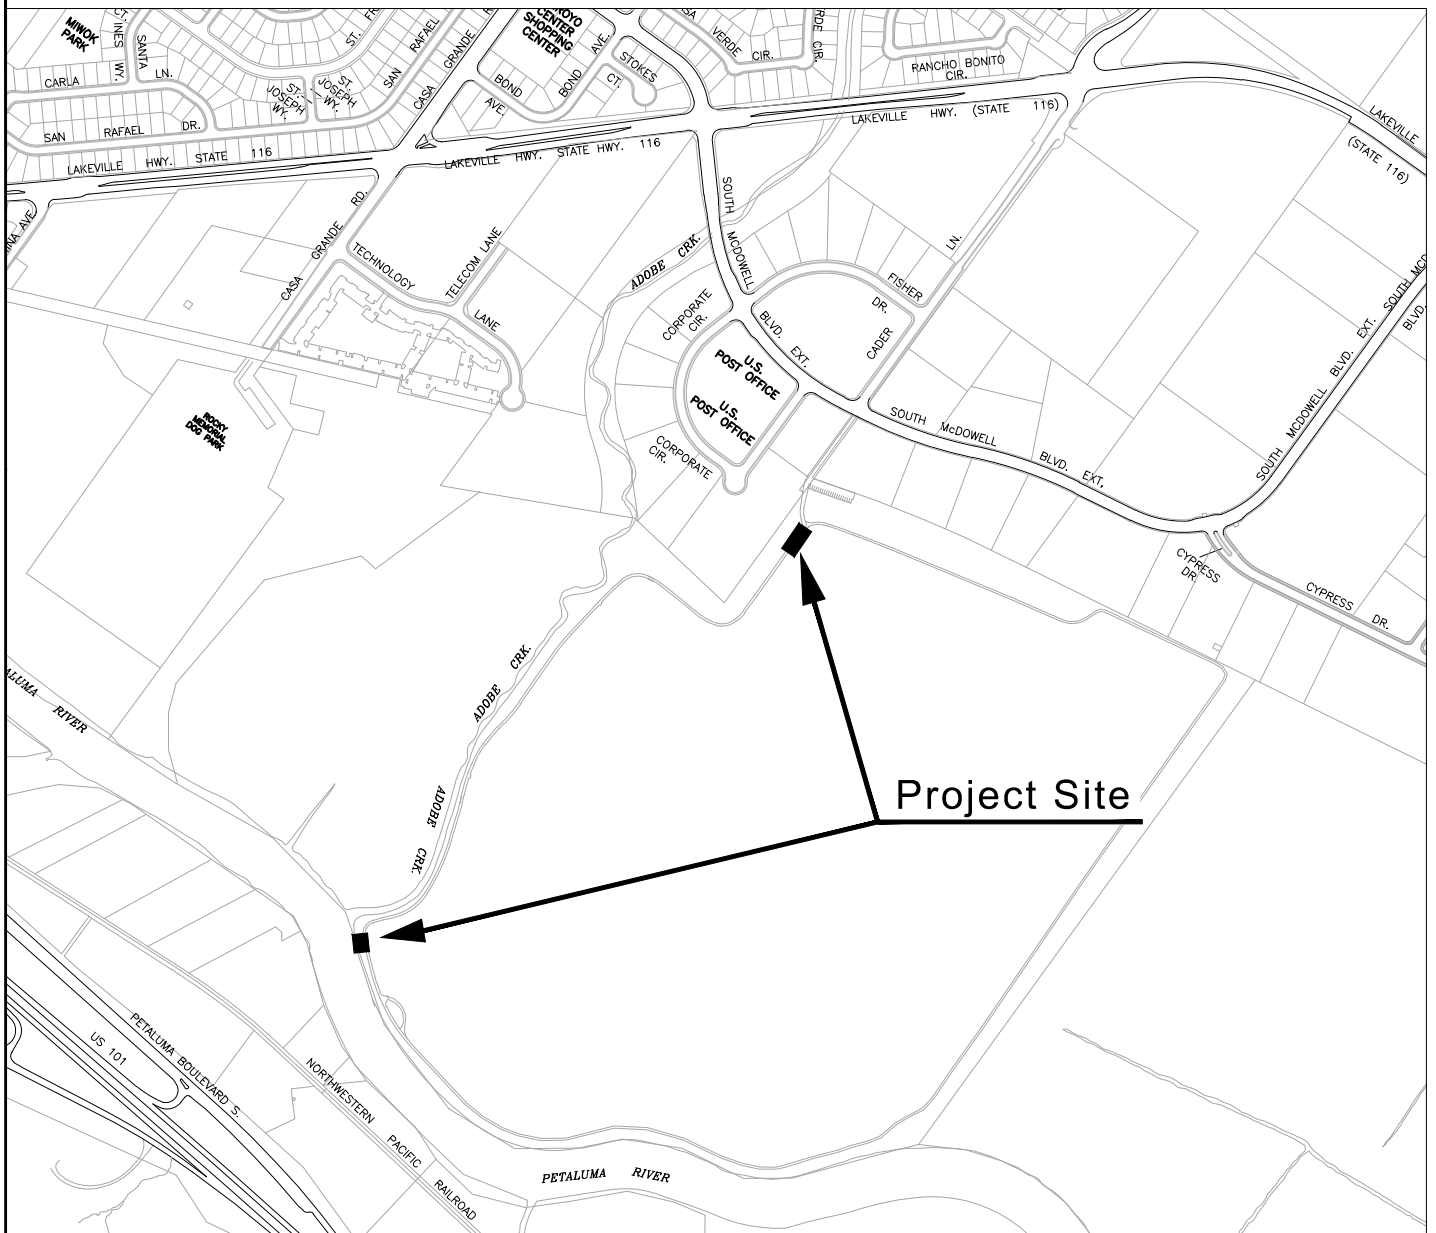 MIWOK
PARK
CT.
INES
WY.
SANTA
CARLA
LN.
SAN RAFAEL DR.
ST.
SAN
RAFAEL
CASA
GRANDE
ST.
JOSEPH
WY.
ST.
JOSEPH
WY.
CENTER
SHOPPING
CENTER
BOND
AVE.
BOND
AVE.
STOKES
CT.
VERDE
CIR.
CIR.
RANCHO BONITO
CIR.
LAKEVILLE HWY. STATE 116
LAKEVILLE HWY. STATE HWY. 116
LAKEVILLE HWY. (STATE 116)
LAKEVILLE
(STATE 116)
AVE.
CASA GRANDE RD.
TECHNOLOGY
LANE
TELECOM LANE
ADOBE CRK.
SOUTH
MCDOWELL
BLVD.
EXT.
CORPORATE
CIR.
FISHER
DR.
LN.
CADER
U.S.
POST OFFICE
U.S.
POST OFFICE
CORPORATE
CIR.
SOUTH McDOWELL
BLVD. EXT.
SOUTH MCDOWELL BLVD. EXT.
SOUTH
BLVD.
ROCKY
MEMORIAL
DOG PARK
CYPRESS
DR.
CYPRESS DR.
ADOBE CRK.
RIVER
ADOBE
CRK.
Project Site
PETALUMA BOULEVARD S.
US 101
NORTHWESTERN PACIFIC RAILROAD
PETALUMA RIVER